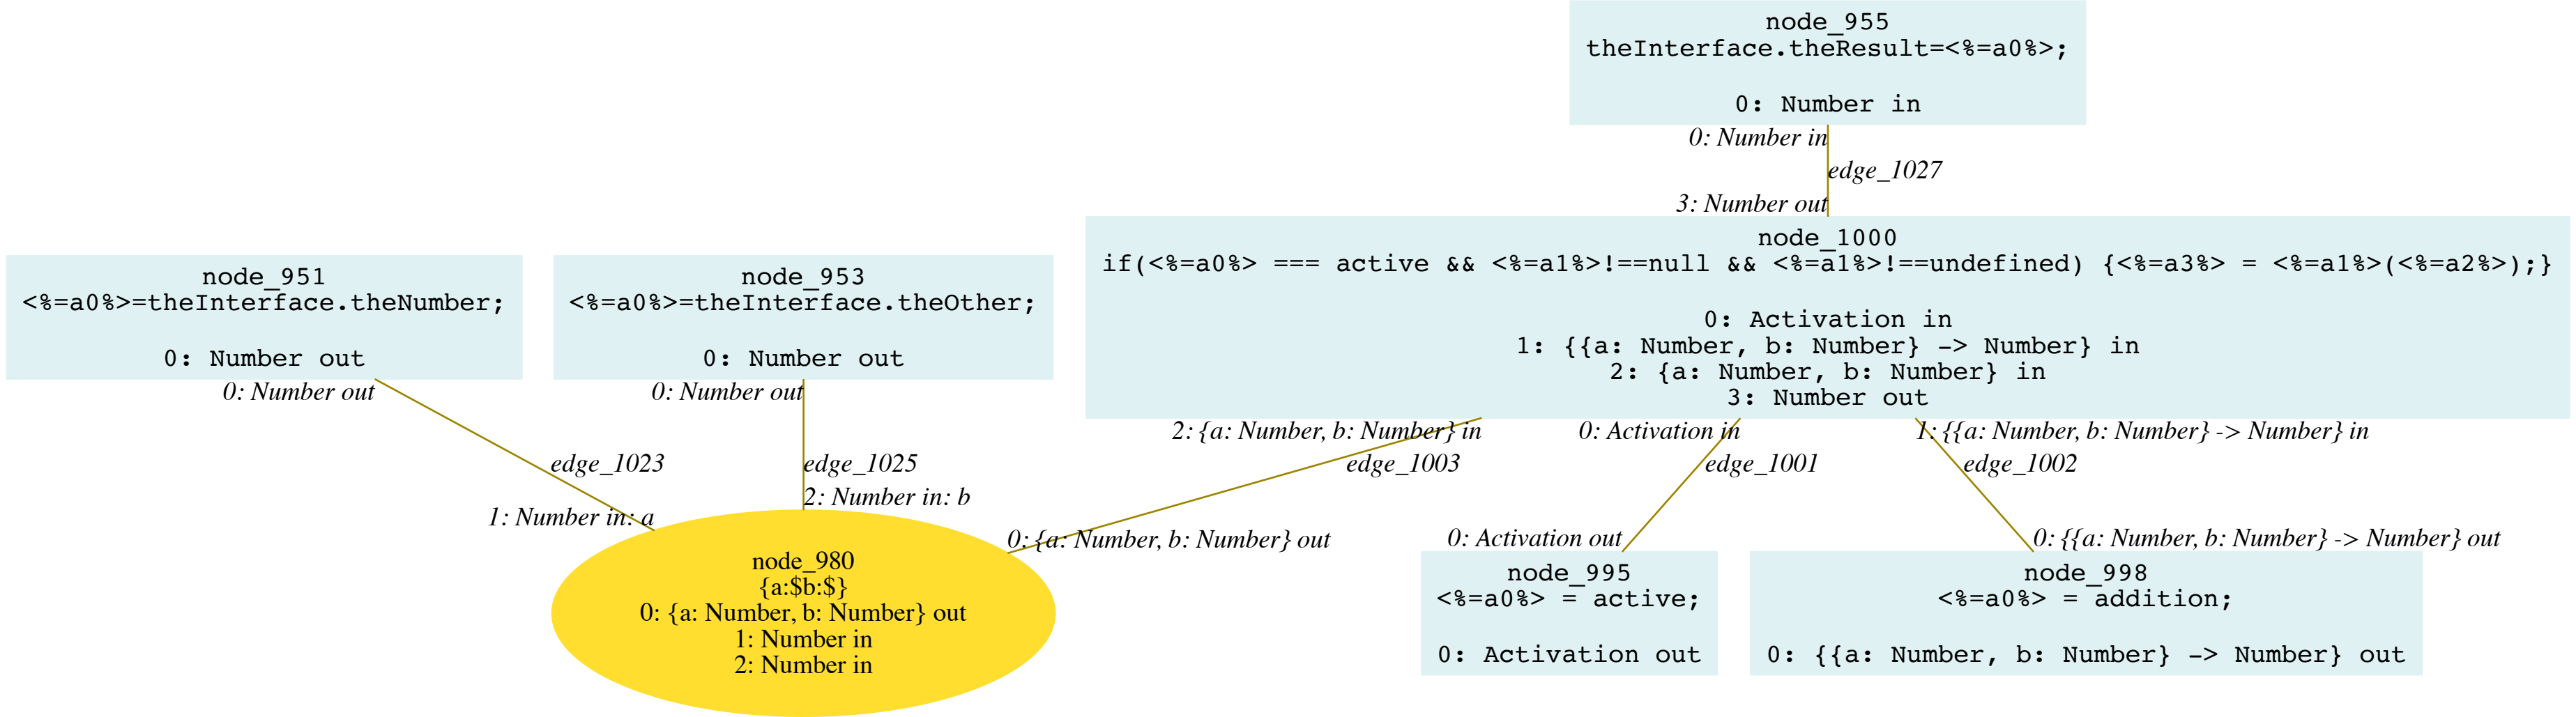 node_955
theInterface.theResult=<%=a0%>;
0: Number in
0: Number in
edge_1027
3: Number out
node_951
<%=a0%>=theInterface.theNumber;
0: Number out
0: Number out
node_953
<%=a0%>=theInterface.theOther;
0: Number out
0: Number out
node_1000
if(<%=a0%> === active && <%=a1%>!==null && <%=a1%>!==undefined) {<%=a3%> = <%=a1%>(<%=a2%>);}
0: Activation in
1: {{a: Number, b: Number} -> Number} in
2: {a: Number, b: Number} in
3: Number out
2: {a: Number, b: Number} in
0: Activation in
1: {{a: Number, b: Number} -> Number} in
edge_1023
edge_1025
edge_1003
edge_1001
edge_1002
1: Number in: a
2: Number in: b
0: {a: Number, b: Number} out
0: Activation out
0: {{a: Number, b: Number} -> Number} out
node_980
{a:$b:$}
0: {a: Number, b: Number} out
1: Number in
2: Number in
node_995
<%=a0%> = active;
0: Activation out
node_998
<%=a0%> = addition;
0: {{a: Number, b: Number} -> Number} out